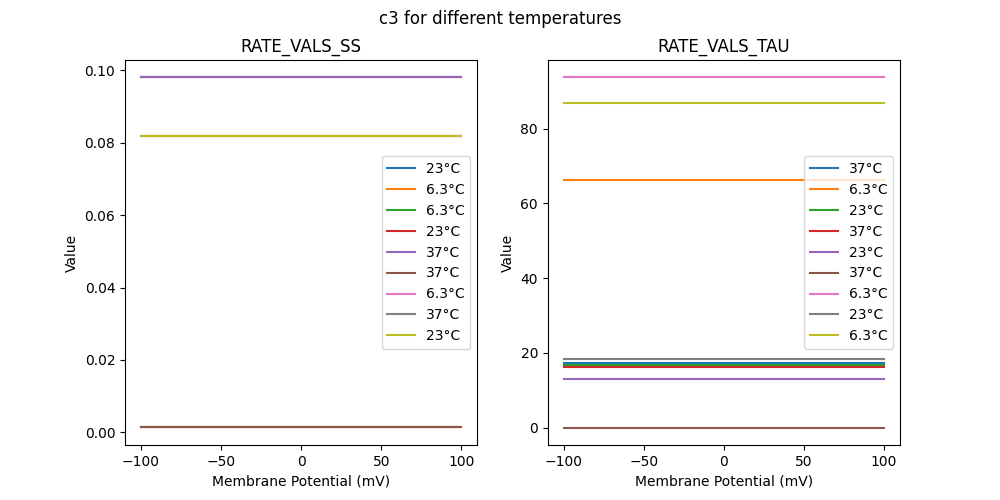 c3 for different temperatures
RATE_VALS_SS
0.10
0.08
0.06
0.04
0.02
0.00
Value
−100
−50
0
50
100
Membrane Potential (mV)
23°C
6.3°C
6.3°C
23°C
37°C
37°C
6.3°C
37°C
23°C
RATE_VALS_TAU
80
60
40
20
0
Value
−100
−50
0
50
100
Membrane Potential (mV)
37°C
6.3°C
23°C
37°C
23°C
37°C
6.3°C
23°C
6.3°C